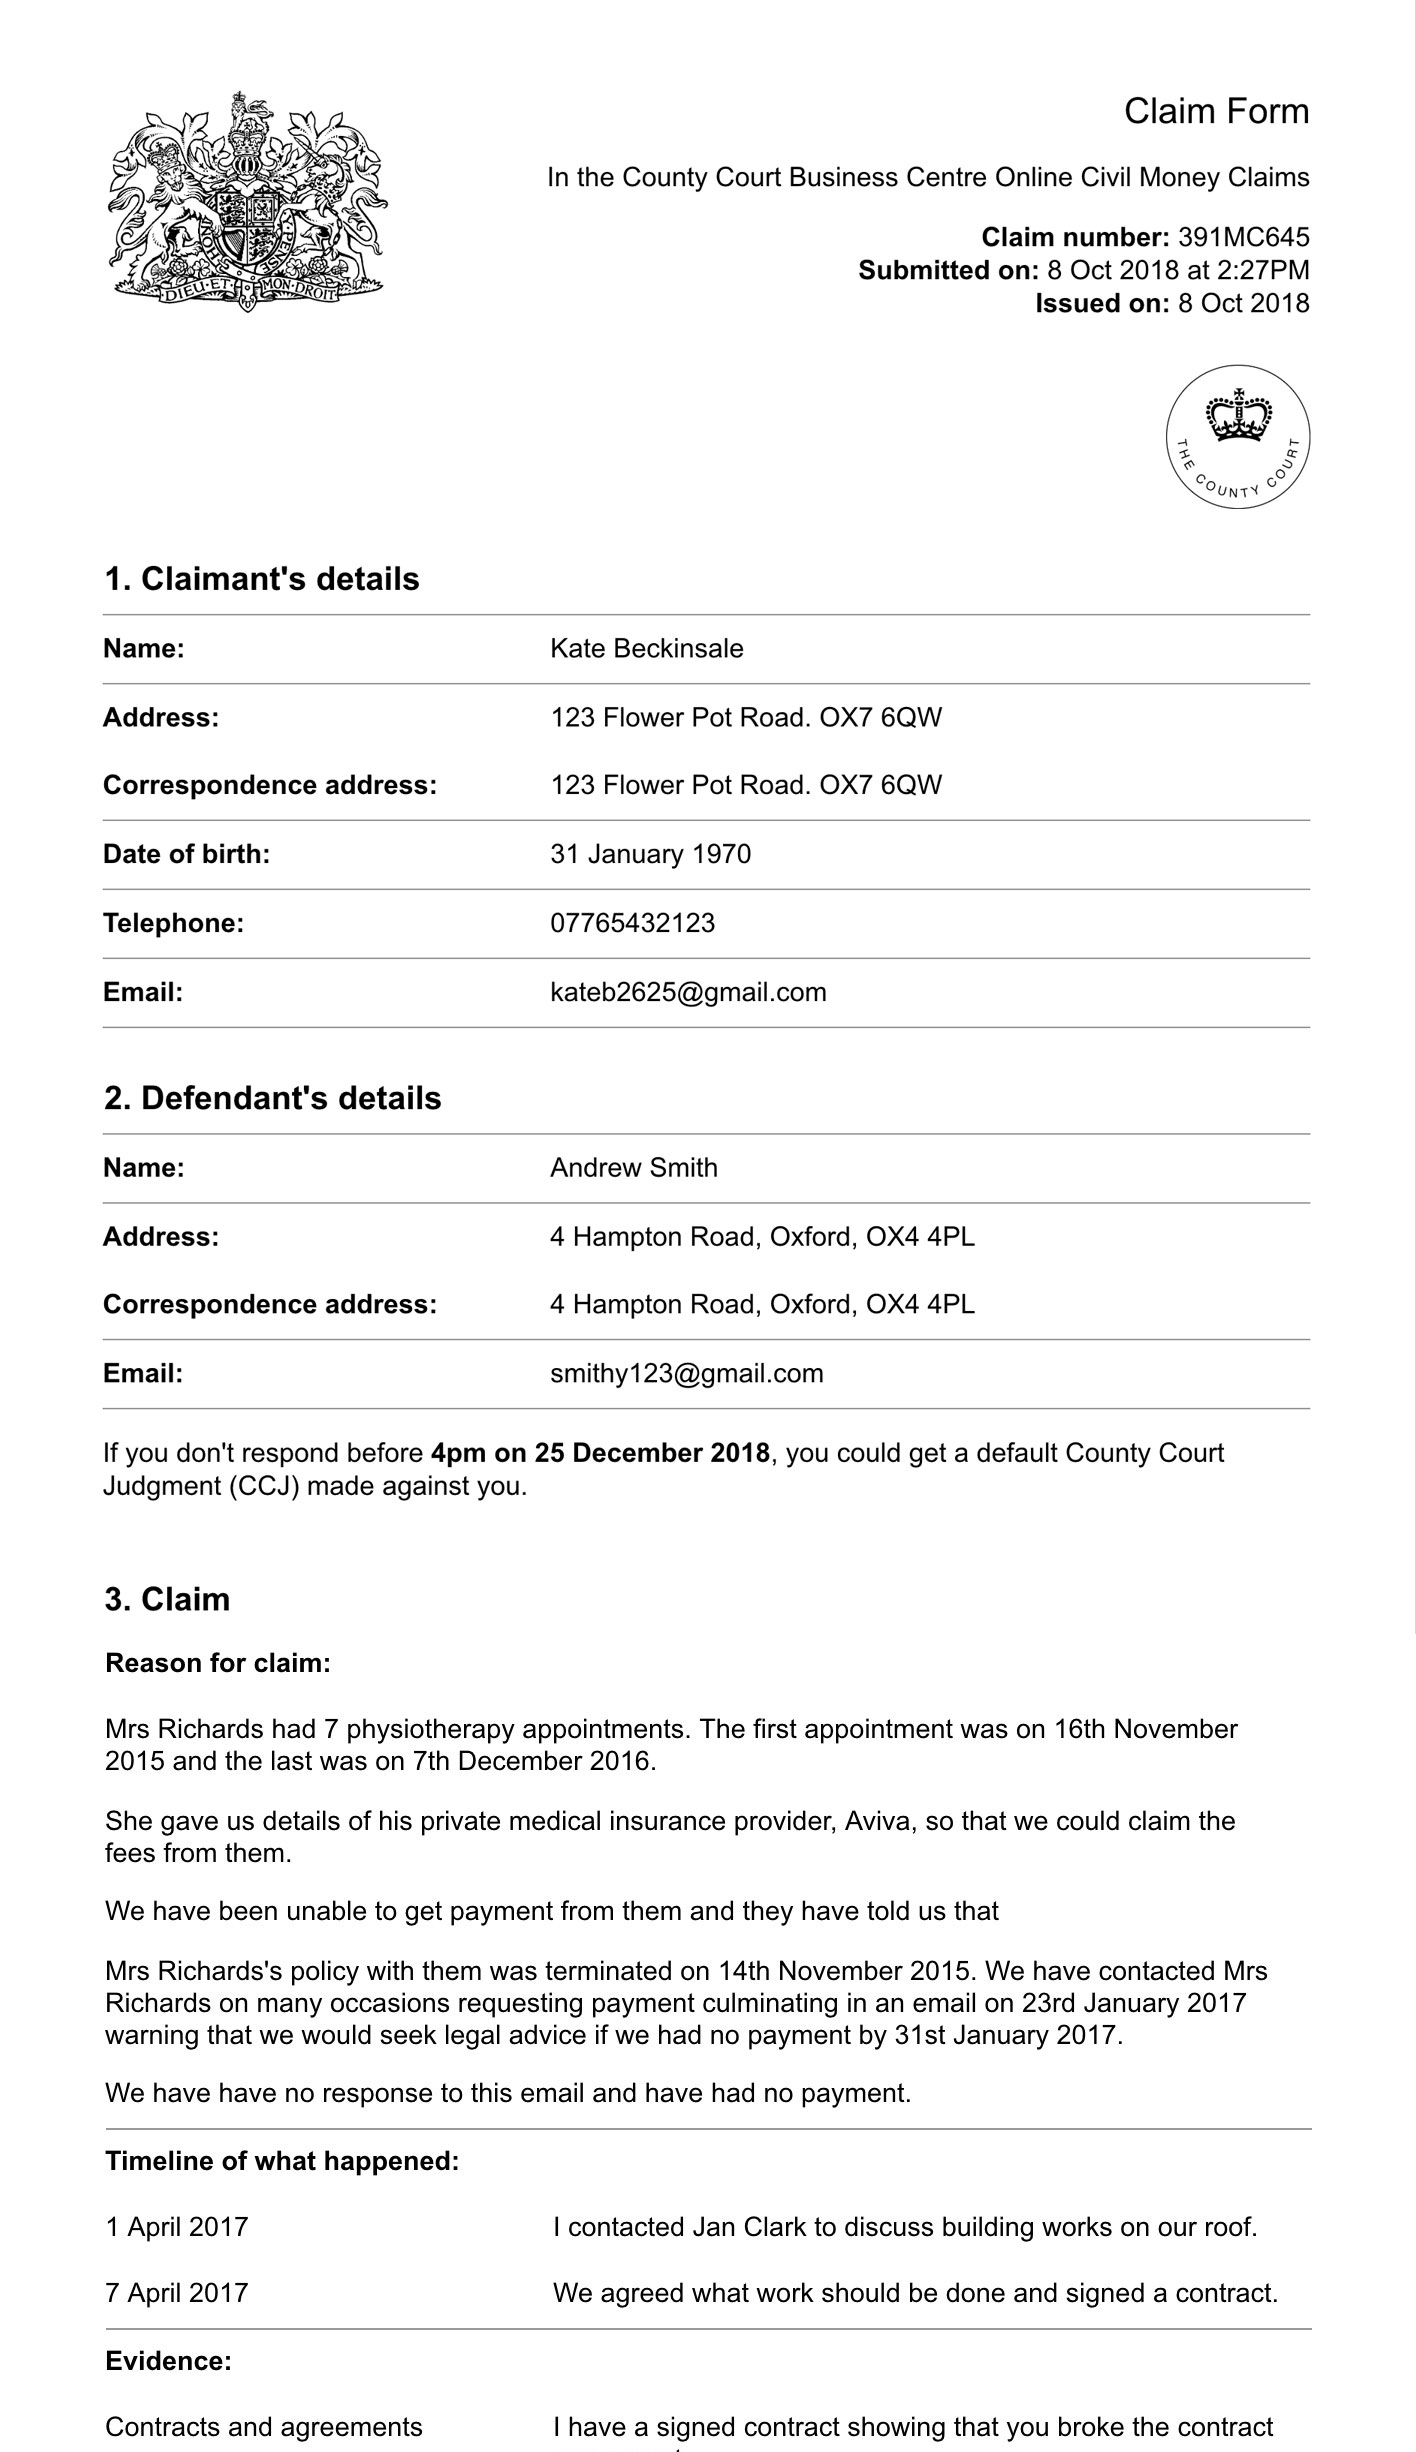 Claim Form
In the County Court Business Centre Online Civil Money Claims
Claim number: 391MC645
Submitted on: 8 Oct 2018 at 2:27PM
Issued on: 8 Oct 2018
HON PENSE
DIEU·ET MON·DROIT
THE COUNTY COURT
1. Claimant's details
Name: Kate Beckinsale
Address: 123 Flower Pot Road. OX7 6QW
Correspondence address: 123 Flower Pot Road. OX7 6QW
Date of birth: 31 January 1970
Telephone: 07765432123
Email: kateb2625@gmail.com
2. Defendant's details
Name: Andrew Smith
Address: 4 Hampton Road, Oxford, OX4 4PL
Correspondence address: 4 Hampton Road, Oxford, OX4 4PL
Email: smithy123@gmail.com
If you don't respond before 4pm on 25 December 2018, you could get a default County Court
Judgment (CCJ) made against you.
3. Claim
Reason for claim:
Mrs Richards had 7 physiotherapy appointments. The first appointment was on 16th November
2015 and the last was on 7th December 2016.
She gave us details of his private medical insurance provider, Aviva, so that we could claim the
fees from them.
We have been unable to get payment from them and they have told us that
Mrs Richards's policy with them was terminated on 14th November 2015. We have contacted Mrs
Richards on many occasions requesting payment culminating in an email on 23rd January 2017
warning that we would seek legal advice if we had no payment by 31st January 2017.
We have have no response to this email and have had no payment.
Timeline of what happened:
1 April 2017 I contacted Jan Clark to discuss building works on our roof.
7 April 2017 We agreed what work should be done and signed a contract.
Evidence:
Contracts and agreements I have a signed contract showing that you broke the contract